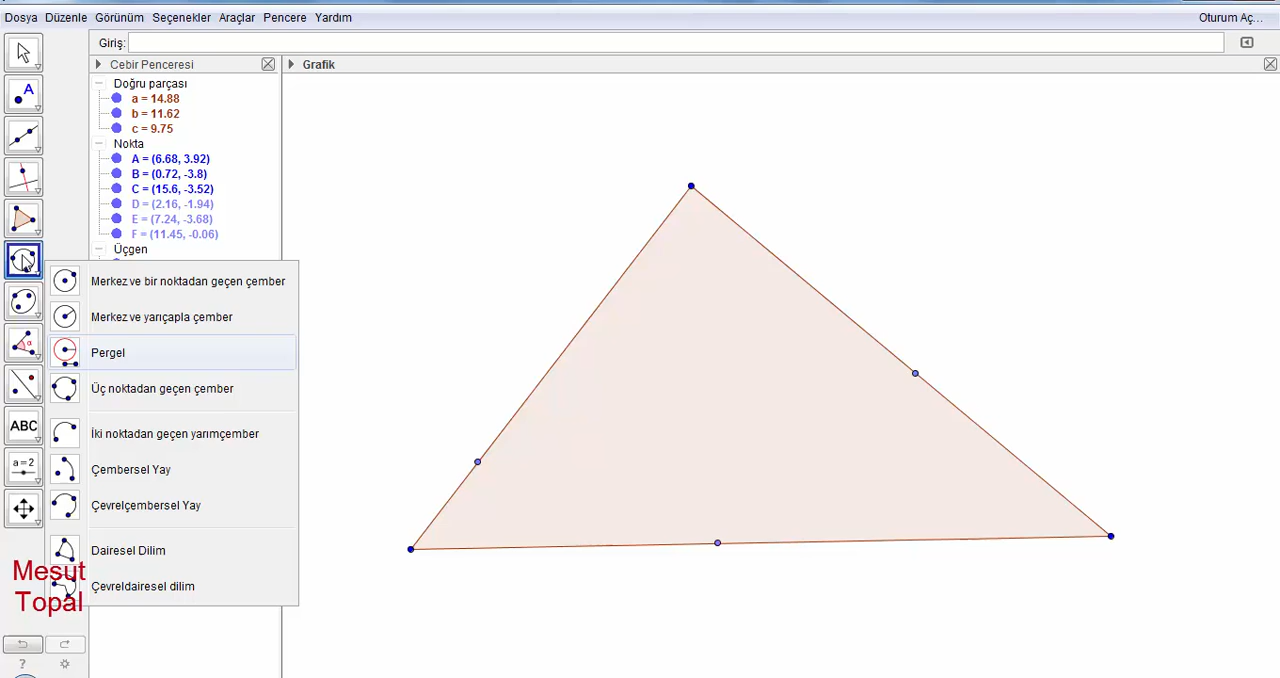 Dosya Düzenle Görünüm Seçenekler Araçlar Pencere Yardım Oturum Aç...
Giriş:
Cebir Penceresi
Grafik
Doğru parçası
a = 14.88
b = 11.62
c = 9.75
Nokta
A = (6.68, 3.92)
B = (0.72, -3.8)
C = (15.6, -3.52)
D = (2.16, -1.94)
E = (7.24, -3.68)
F = (11.45, -0.06)
Üçgen
Merkez ve bir noktadan geçen çember
Merkez ve yarıçapla çember
Pergel
Üç noktadan geçen çember
İki noktadan geçen yarımçember
Çembersel Yay
Çevrelçembersel Yay
Dairesel Dilim
Çevreldairesel dilim
A
α
ABC
a=2
Mesut
Topal
?